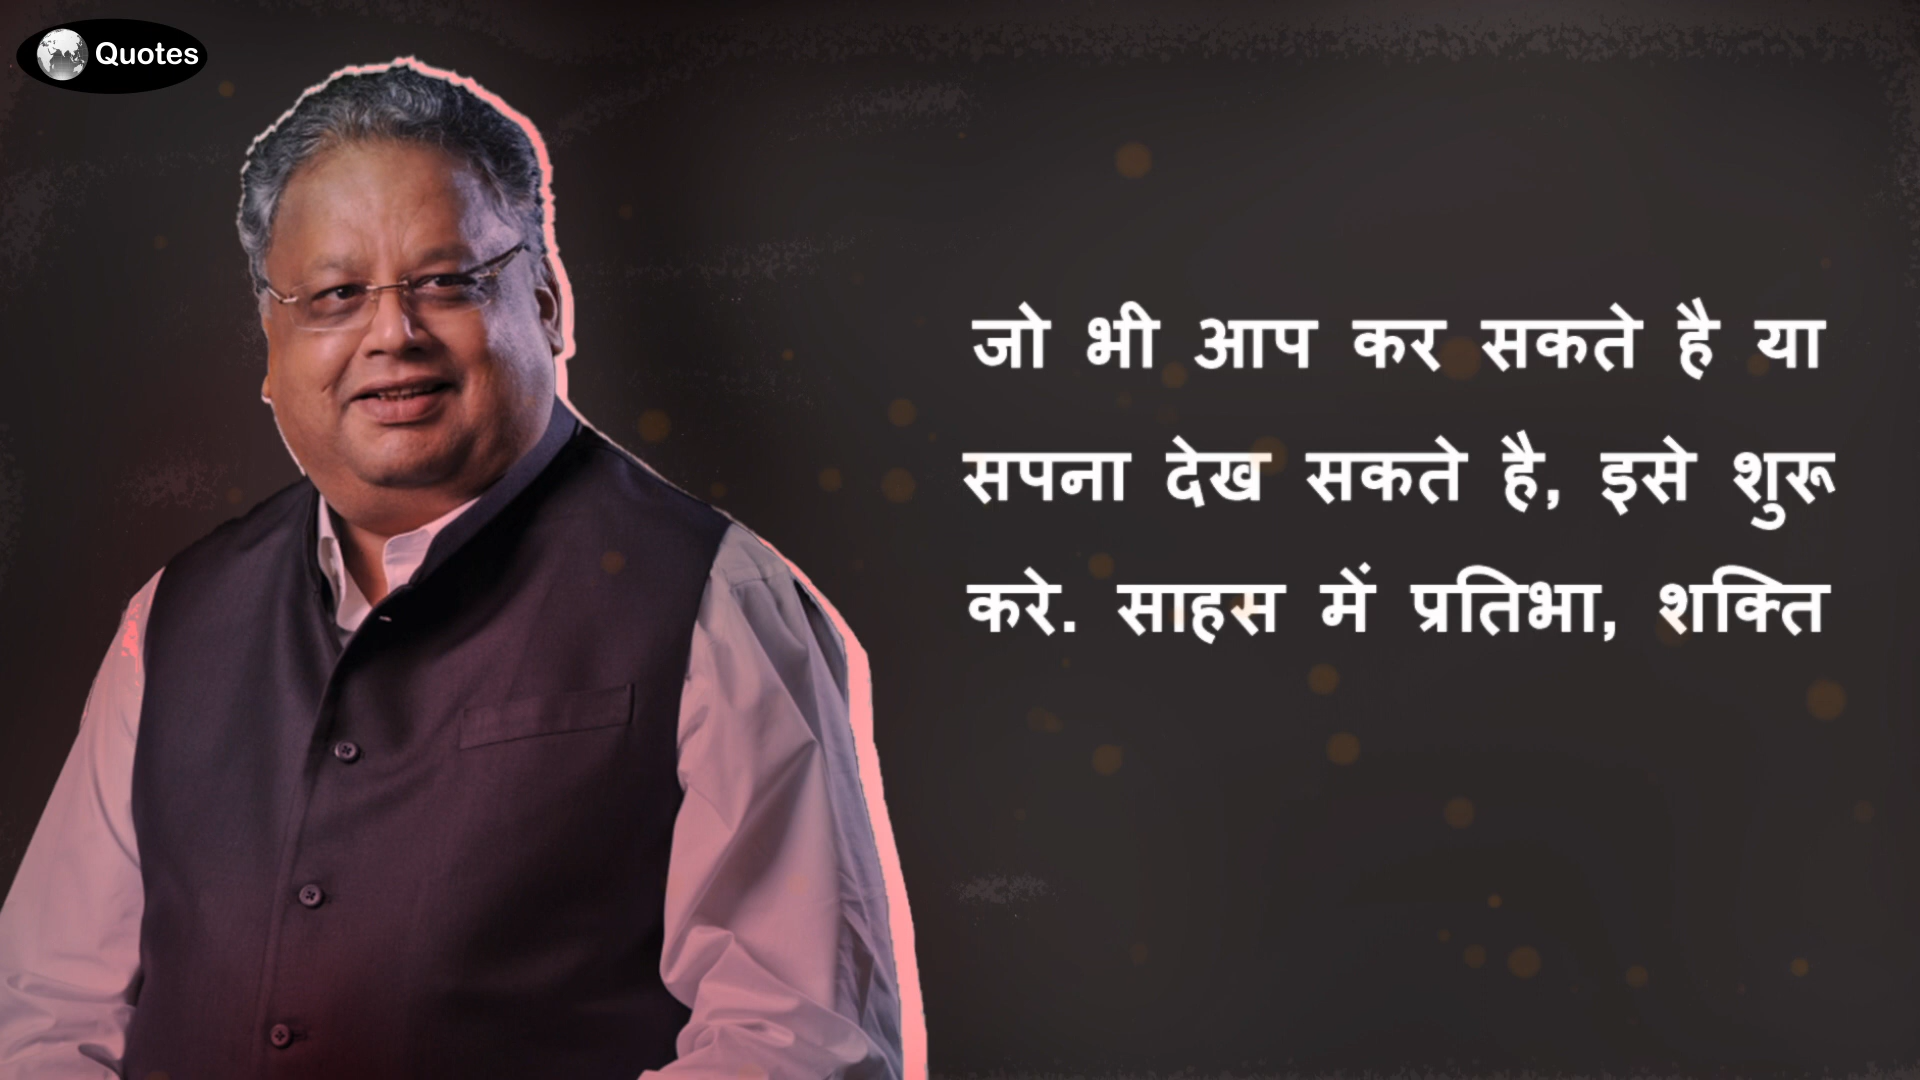 Quotes
जो भी आप कर सकते है या
सपना देख सकते है, इसे शुरू
करे. साहस में प्रतिभा, शक्ति